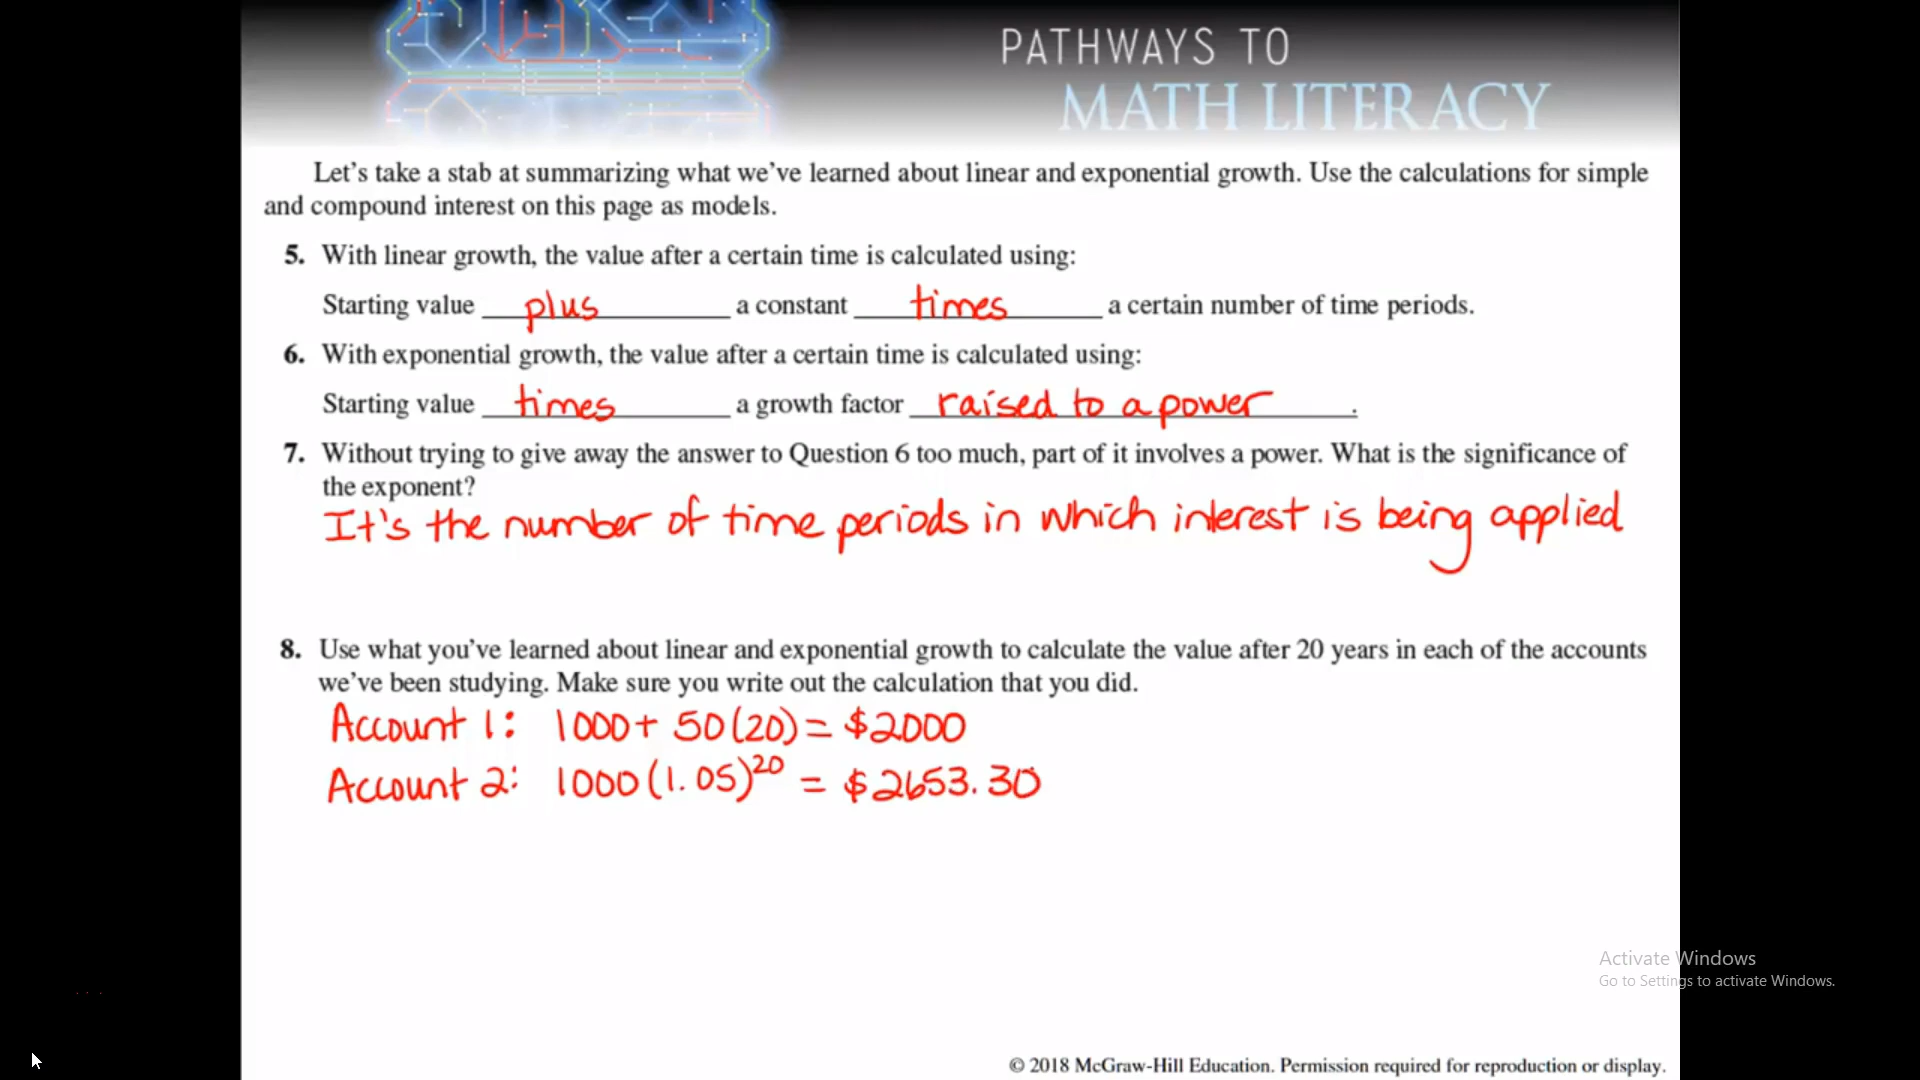 PATHWAYS TO
MATH LITERACY
Let's take a stab at summarizing what we've learned about linear and exponential growth. Use the calculations for simple
and compound interest on this page as models.
5. With linear growth, the value after a certain time is calculated using:
Starting value plus a constant times a certain number of time periods.
6. With exponential growth, the value after a certain time is calculated using:
Starting value times a growth factor raised to a power.
7. Without trying to give away the answer to Question 6 too much, part of it involves a power. What is the significance of
the exponent?
It's the number of time periods in which interest is being applied
8. Use what you've learned about linear and exponential growth to calculate the value after 20 years in each of the accounts
we've been studying. Make sure you write out the calculation that you did.
Account 1: 1000 + 50(20) = $2000
Account 2: 1000(1.05)²⁰ = $2653.30
Activate Windows
Go to Settings to activate Windows.
© 2018 McGraw-Hill Education. Permission required for reproduction or display.